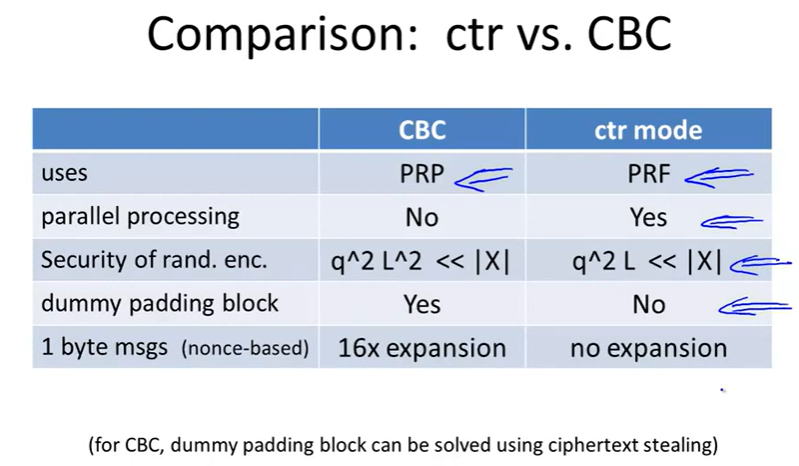 Comparison: ctr vs. CBC
CBC ctr mode
uses PRP PRF
parallel processing No Yes
Security of rand. enc. q^2 L^2 << |X| q^2 L << |X|
dummy padding block Yes No
1 byte msgs (nonce-based) 16x expansion no expansion
(for CBC, dummy padding block can be solved using ciphertext stealing)